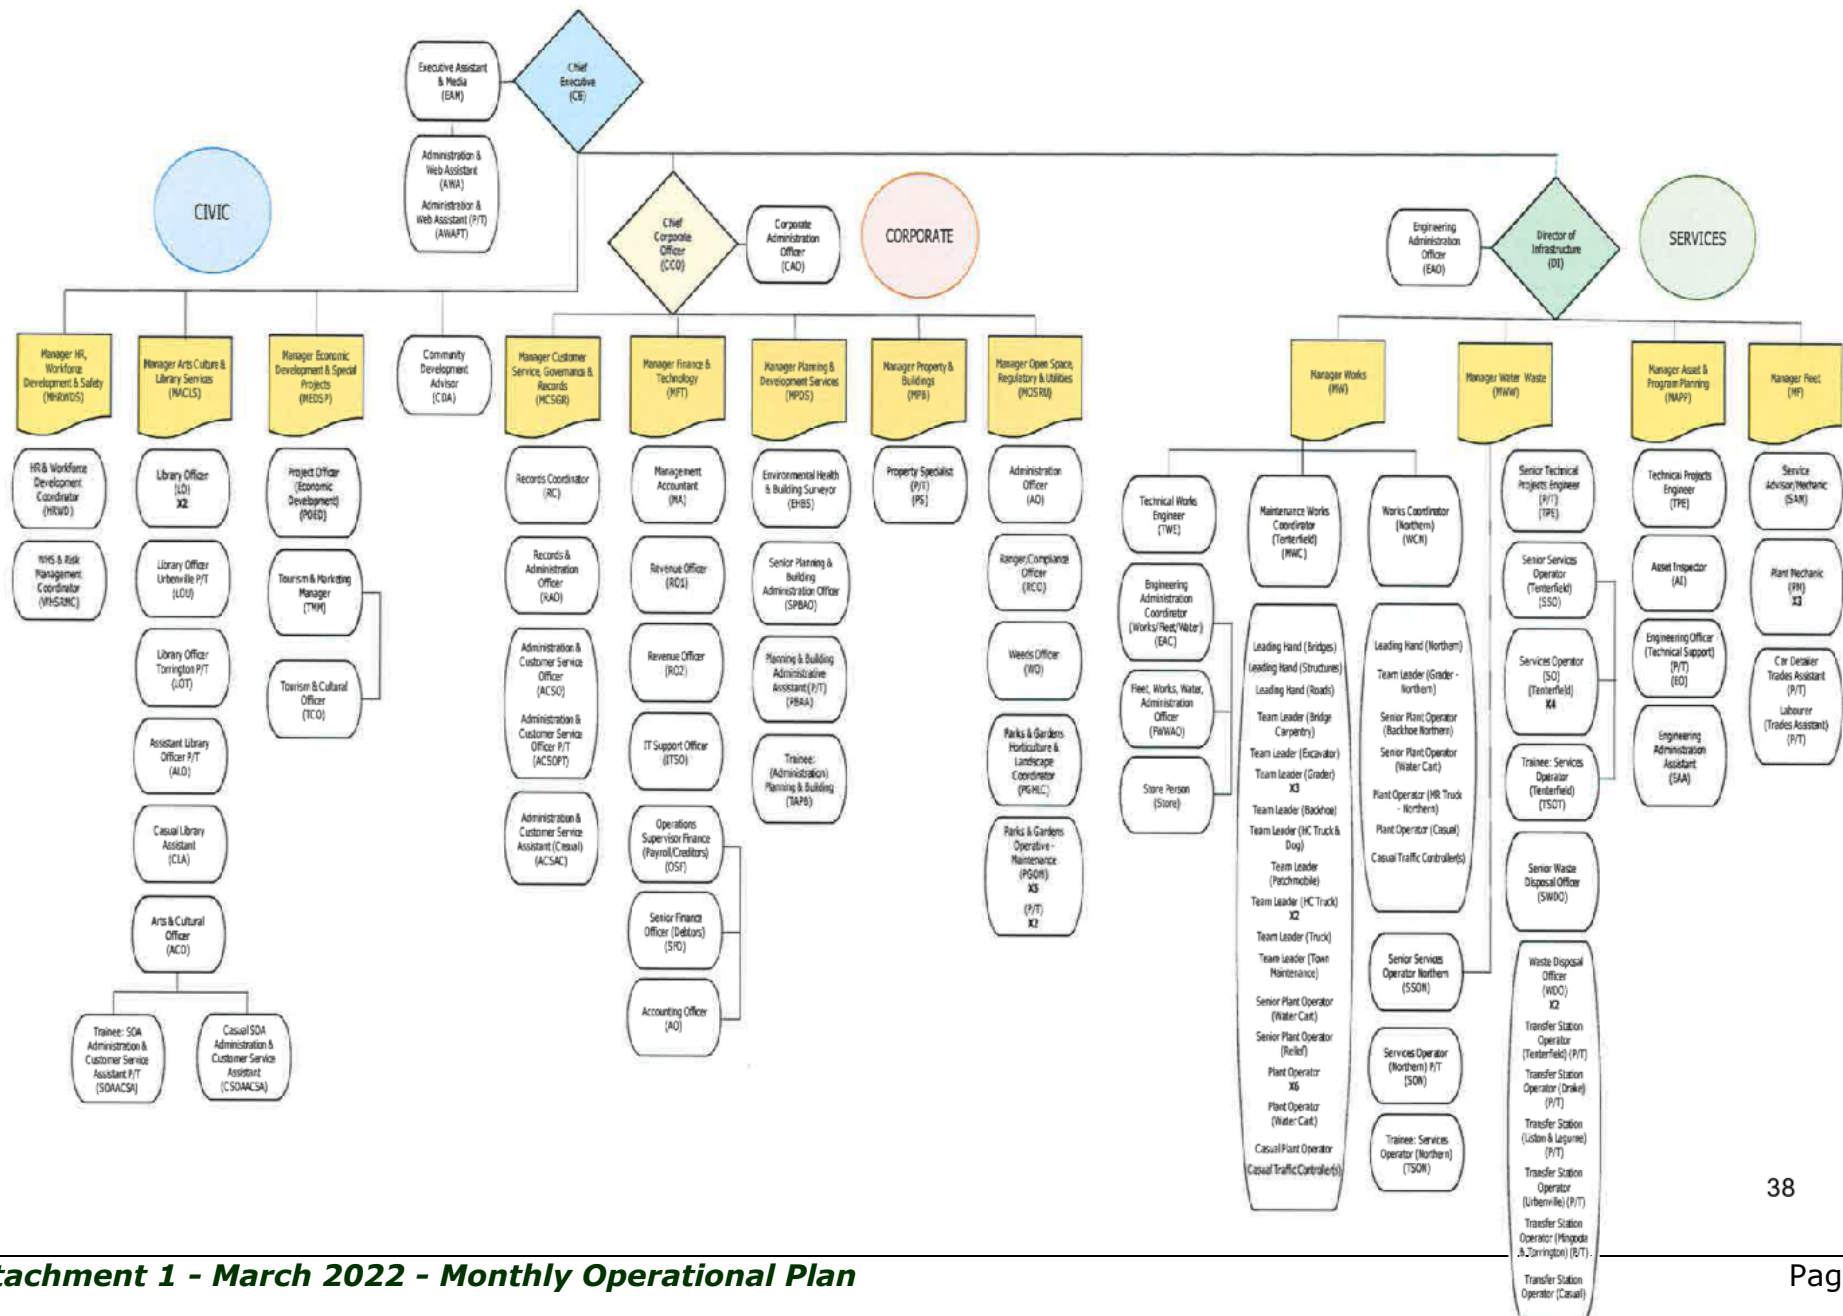 Chief
Executive
(CE)
Executive Assistant
& Media
(EAM)
Administration &
Web Assistant
(AWA)
Administration &
Web Assistant (P/T)
(AWAPT)
CIVIC
Chief
Corporate
Officer
(CCO)
Corporate
Administration
Officer
(CAO)
CORPORATE
Engineering
Administration
Officer
(EAO)
Director of
Infrastructure
(DI)
SERVICES
Manager HR,
Workforce
Development & Safety
(MHRWDS)
Manager Arts Culture &
Library Services
(MACLS)
Manager Economic
Development & Special
Projects
(MEDSP)
Community
Development
Advisor
(CDA)
Manager Customer
Service, Governance &
Records
(MCSGR)
Manager Finance &
Technology
(MFT)
Manager Planning &
Development Services
(MPDS)
Manager Property &
Buildings
(MPB)
Manager Open Space,
Regulatory & Utilities
(MOSRU)
Manager Works
(MW)
Manager Water Waste
(MWW)
Manager Asset &
Program Planning
(MAPP)
Manager Fleet
(MF)
HR & Workforce
Development
Coordinator
(HRWD)
WHS & Risk
Management
Coordinator
(WHSRMC)
Library Officer
(LO)
X2
Library Officer
Urbenville P/T
(LOU)
Library Officer
Torrington P/T
(LOT)
Assistant Library
Officer P/T
(ALO)
Casual Library
Assistant
(CLA)
Arts & Cultural
Officer
(ACO)
Trainee: SOA
Administration &
Customer Service
Assistant P/T
(SOAACSA)
Casual SOA
Administration &
Customer Service
Assistant
(CSOAACSA)
Project Officer
(Economic
Development)
(POED)
Tourism & Marketing
Manager
(TMM)
Tourism & Cultural
Officer
(TCO)
Records Coordinator
(RC)
Records &
Administration
Officer
(RAO)
Administration &
Customer Service
Officer
(ACSO)
Administration &
Customer Service
Officer P/T
(ACSOPT)
Administration &
Customer Service
Assistant (Casual)
(ACSAC)
Management
Accountant
(MA)
Revenue Officer
(RO1)
Revenue Officer
(RO2)
IT Support Officer
(ITSO)
Operations
Supervisor Finance
(Payroll/Creditors)
(OSF)
Senior Finance
Officer (Debtors)
(SFO)
Accounting Officer
(AO)
Environmental Health
& Building Surveyor
(EHBS)
Senior Planning &
Building
Administration Officer
(SPBAO)
Planning & Building
Administrative
Assistant (P/T)
(PBAA)
Trainee:
(Administration)
Planning & Building
(TAPB)
Property Specialist
(P/T)
(PS)
Administration
Officer
(AO)
Ranger/Compliance
Officer
(RCO)
Weeds Officer
(WO)
Parks & Gardens
Horticulture &
Landscape
Coordinator
(PGHLC)
Parks & Gardens
Operative -
Maintenance
(PGOM)
X5
(P/T)
X2
Technical Works
Engineer
(TWE)
Engineering
Administration
Coordinator
(Works/Fleet/Water)
(EAC)
Fleet, Works, Water,
Administration
Officer
(FWWAO)
Store Person
(Store)
Maintenance Works
Coordinator
(Tenterfield)
(MWC)
Leading Hand (Bridges)
Leading Hand (Structures)
Leading Hand (Roads)
Team Leader (Bridge
Carpentry)
Team Leader (Excavator)
Team Leader (Grader)
X3
Team Leader (Backhoe)
Team Leader (HC Truck &
Dog)
Team Leader
(Patchmobile)
Team Leader (HC Truck)
X2
Team Leader (Truck)
Team Leader (Town
Maintenance)
Senior Plant Operator
(Water Cart)
Senior Plant Operator
(Relief)
Plant Operator
X6
Plant Operator
(Water Cart)
Casual Plant Operator
Casual Traffic Controller(s)
Works Coordinator
(Northern)
(WCN)
Leading Hand (Northern)
Team Leader (Grader -
Northern)
Senior Plant Operator
(Backhoe Northern)
Senior Plant Operator
(Water Cart)
Plant Operator (MR Truck
- Northern)
Plant Operator (Casual)
Casual Traffic Controller(s)
Senior Services
Operator Northern
(SSON)
Services Operator
(Northern) P/T
(SON)
Trainee: Services
Operator (Northern)
(TSON)
Senior Technical
Projects Engineer
(P/T)
(TPE)
Senior Services
Operator
(Tenterfield)
(SSO)
Services Operator
(SO)
(Tenterfield)
X4
Trainee: Services
Operator
(Tenterfield)
(TSOT)
Senior Waste
Disposal Officer
(SWDO)
Waste Disposal
Officer
(WDO)
X2
Transfer Station
Operator
(Tenterfield) (P/T)
Transfer Station
Operator (Drake)
(P/T)
Transfer Station
(Liston & Legume)
(P/T)
Transfer Station
Operator
(Urbenville) (P/T)
Transfer Station
Operator (Mingoola
& Torrington) (P/T)
Transfer Station
Operator (Casual)
Technical Projects
Engineer
(TPE)
Asset Inspector
(AI)
Engineering Officer
(Technical Support)
(P/T)
(EO)
Engineering
Administration
Assistant
(EAA)
Service
Advisor/Mechanic
(SAM)
Plant Mechanic
(PM)
X3
Car Detailer
Trades Assistant
(P/T)
Labourer
(Trades Assistant)
(P/T)
38
tachment 1 - March 2022 - Monthly Operational Plan
Pag